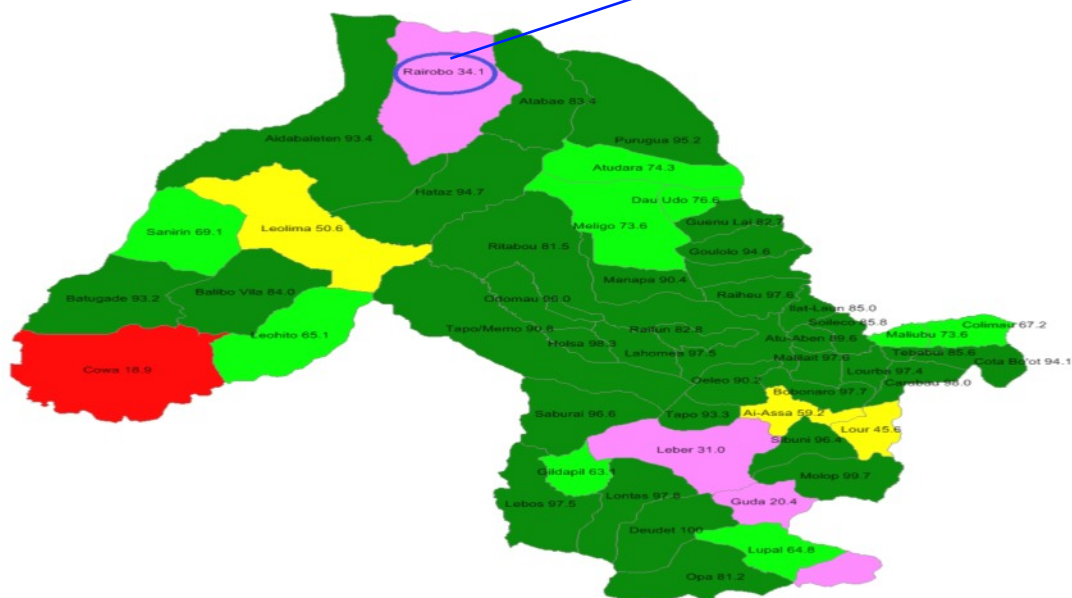 Rairobo 34.1
Atabae 83.4
Aidabaleten 93.4
Purugua 95.2
Atudara 74.3
Hataz 94.7
Dau Udo 76.6
Guenu Lai 82.7
Sanirin 69.1
Leolima 50.6
Meligo 73.6
Ritabou 81.5
Goulolo 94.6
Manapa 90.4
Batugade 93.2
Balibo Vila 84.0
Odomau 96.0
Raiheu 97.6
Ilat-Laun 85.0
Soileco 85.8
Colimau 67.2
Leohito 65.1
Tapo/Memo 90.8
Raifun 82.8
Maliubu 73.6
Holsa 98.3
Atu-Aben 89.6
Lahomea 97.5
Malilait 97.6
Tebabui 85.6
Cota Bo'ot 94.1
Cowa 18.9
Lourba 97.4
Oeleo 90.2
Carabau 98.0
Bobonaro 97.7
Saburai 96.6
Tapo 93.3
Ai-Assa 59.2
Lour 45.6
Sibuni 96.4
Leber 31.0
Gildapil 63.1
Molop 99.7
Lebos 97.5
Lontas 97.8
Guda 20.4
Deudet 100
Lupal 64.8
Opa 81.2